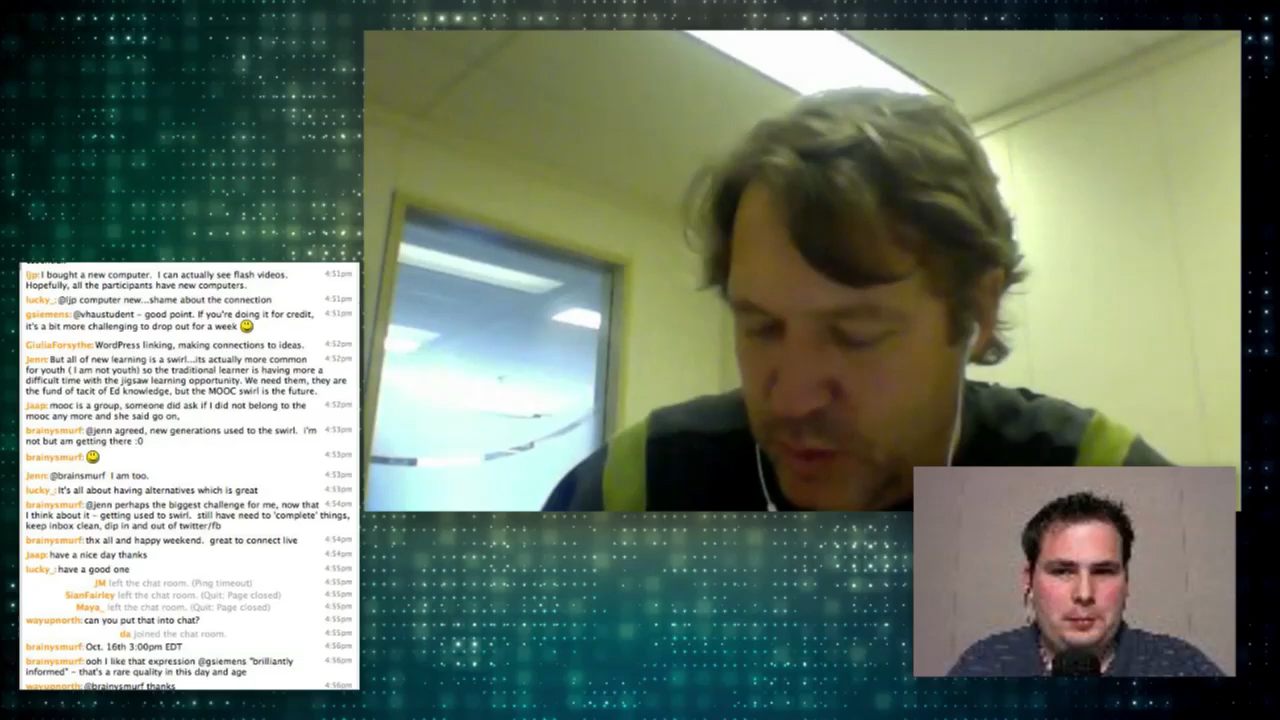 ljp: I bought a new computer. I can actually see flash videos. 4:51pm
Hopefully, all the participants have new computers.
lucky_: @ljp computer new...shame about the connection 4:51pm
gsiemens: @vhaustudent - good point. If you're doing it for credit, 4:51pm
it's a bit more challenging to drop out for a week
GiuliaForsythe: WordPress linking, making connections to ideas. 4:52pm
Jenn: But all of new learning is a swirl...its actually more common 4:52pm
for youth ( I am not youth) so the traditional learner is having more a
difficult time with the jigsaw learning opportunity. We need them, they are
the fund of tacit of Ed knowledge, but the MOOC swirl is the future.
Jaap: mooc is a group, someone did ask if I did not belong to the 4:52pm
mooc any more and she said go on,
brainysmurf: @jenn agreed, new generations used to the swirl. i'm 4:53pm
not but am getting there :0
brainysmurf: 4:53pm
Jenn: @brainsmurf I am too. 4:53pm
lucky_: It's all about having alternatives which is great 4:53pm
brainysmurf: @jenn perhaps the biggest challenge for me, now that 4:54pm
I think about it - getting used to swirl. still have need to 'complete' things,
keep inbox clean, dip in and out of twitter/fb
brainysmurf: thx all and happy weekend. great to connect live 4:54pm
Jaap: have a nice day thanks 4:54pm
lucky_: have a good one 4:55pm
JM left the chat room. (Ping timeout) 4:55pm
SianFairley left the chat room. (Quit: Page closed) 4:55pm
Maya_ left the chat room. (Quit: Page closed) 4:55pm
wayupnorth: can you put that into chat? 4:55pm
da joined the chat room. 4:55pm
brainysmurf: Oct. 16th 3:00pm EDT 4:56pm
brainysmurf: ooh I like that expression @gsiemens "brilliantly 4:56pm
informed" - that's a rare quality in this day and age
wayupnorth: @brainysmurf thanks 4:56pm